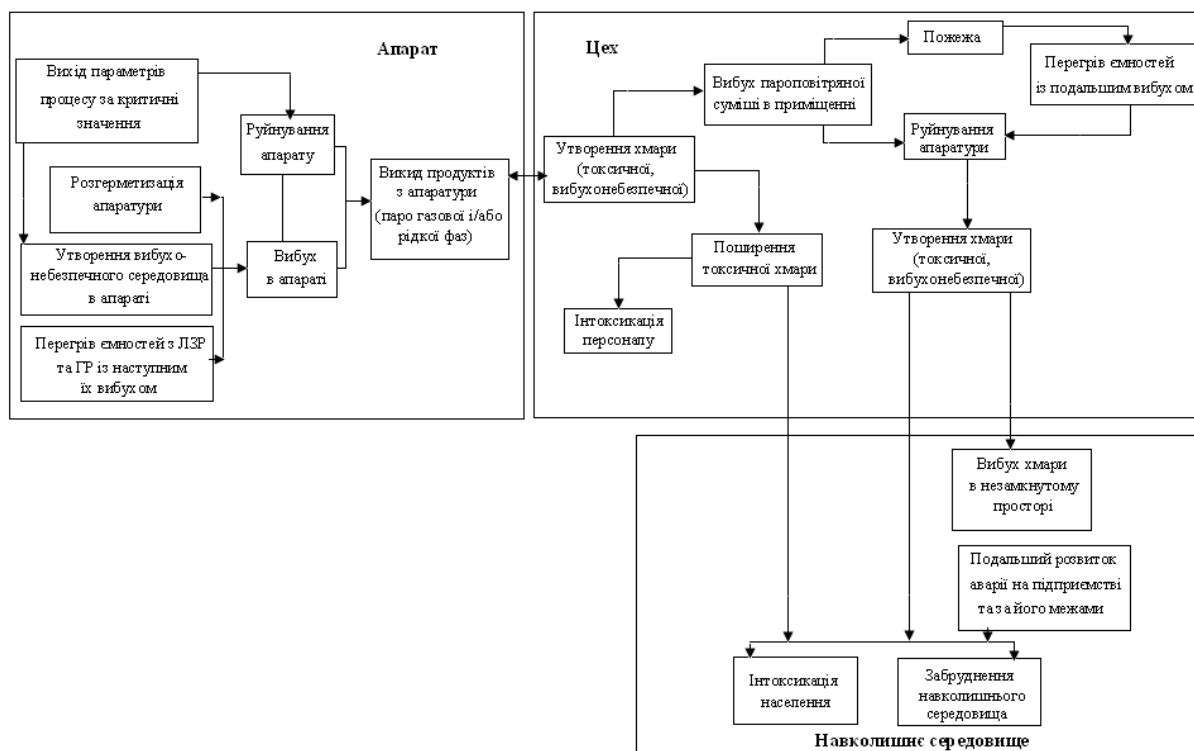 Апарат
Вихід параметрів
процесу за критичні
значення
Руйнування
апарату
Розгерметизація
апаратури
Викид продуктів
з апаратури
(паро газової і/або
рідкої фаз)
Утворення вибухо-
небезпечного середовища
в апараті
Вибух
в апараті
Перегрів ємностей з ЛЗР
та ГР із наступним
їх вибухом
Цех
Пожежа
Перегрів ємностей
із подальшим вибухом
Вибух пароповітряної
суміші в приміщенні
Руйнування
апаратури
Утворення хмари
(токсичної,
вибухонебезпечної)
Поширення
токсичної хмари
Утворення хмари
(токсичної,
вибухонебезпечної)
Інтоксикація
персоналу
Вибух хмари
в незамкнутому
просторі
Подальший розвиток
аварії на підприємстві
та за його межами
Інтоксикація
населення
Забруднення
навколишнього
середовища
Навколишнє середовище